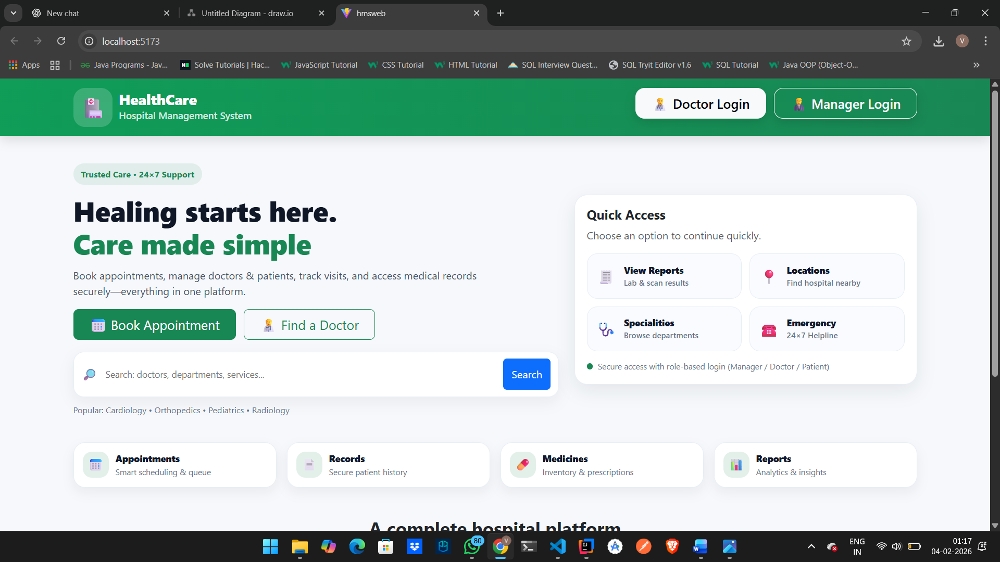 New chat
Untitled Diagram - draw.io
hmsweb
localhost:5173
V
Apps
Java Programs - Jav...
Solve Tutorials | Hac...
JavaScript Tutorial
CSS Tutorial
HTML Tutorial
SQL Interview Quest...
SQL Tryit Editor v1.6
SQL Tutorial
Java OOP (Object-O...
HealthCare
Hospital Management System
Doctor Login
Manager Login
Trusted Care • 24×7 Support
Healing starts here.
Care made simple
Book appointments, manage doctors & patients, track visits, and access medical records
securely—everything in one platform.
Book Appointment
Find a Doctor
Search: doctors, departments, services...
Search
Popular: Cardiology • Orthopedics • Pediatrics • Radiology
Quick Access
Choose an option to continue quickly.
View Reports
Lab & scan results
Locations
Find hospital nearby
Specialities
Browse departments
Emergency
24×7 Helpline
Secure access with role-based login (Manager / Doctor / Patient)
Appointments
Smart scheduling & queue
Records
Secure patient history
Medicines
Inventory & prescriptions
Reports
Analytics & insights
A complete hospital platform
80
V
ENG
IN
01:17
04-02-2026